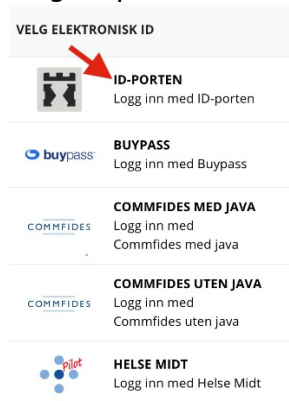 VELG ELEKTRONISK ID
ID-PORTEN
Logg inn med ID-porten
buypass
BUYPASS
Logg inn med Buypass
COMMFIDES
COMMFIDES MED JAVA
Logg inn med
Commfides med java
COMMFIDES
COMMFIDES UTEN JAVA
Logg inn med
Commfides uten java
Pilot
HELSE MIDT
Logg inn med Helse Midt